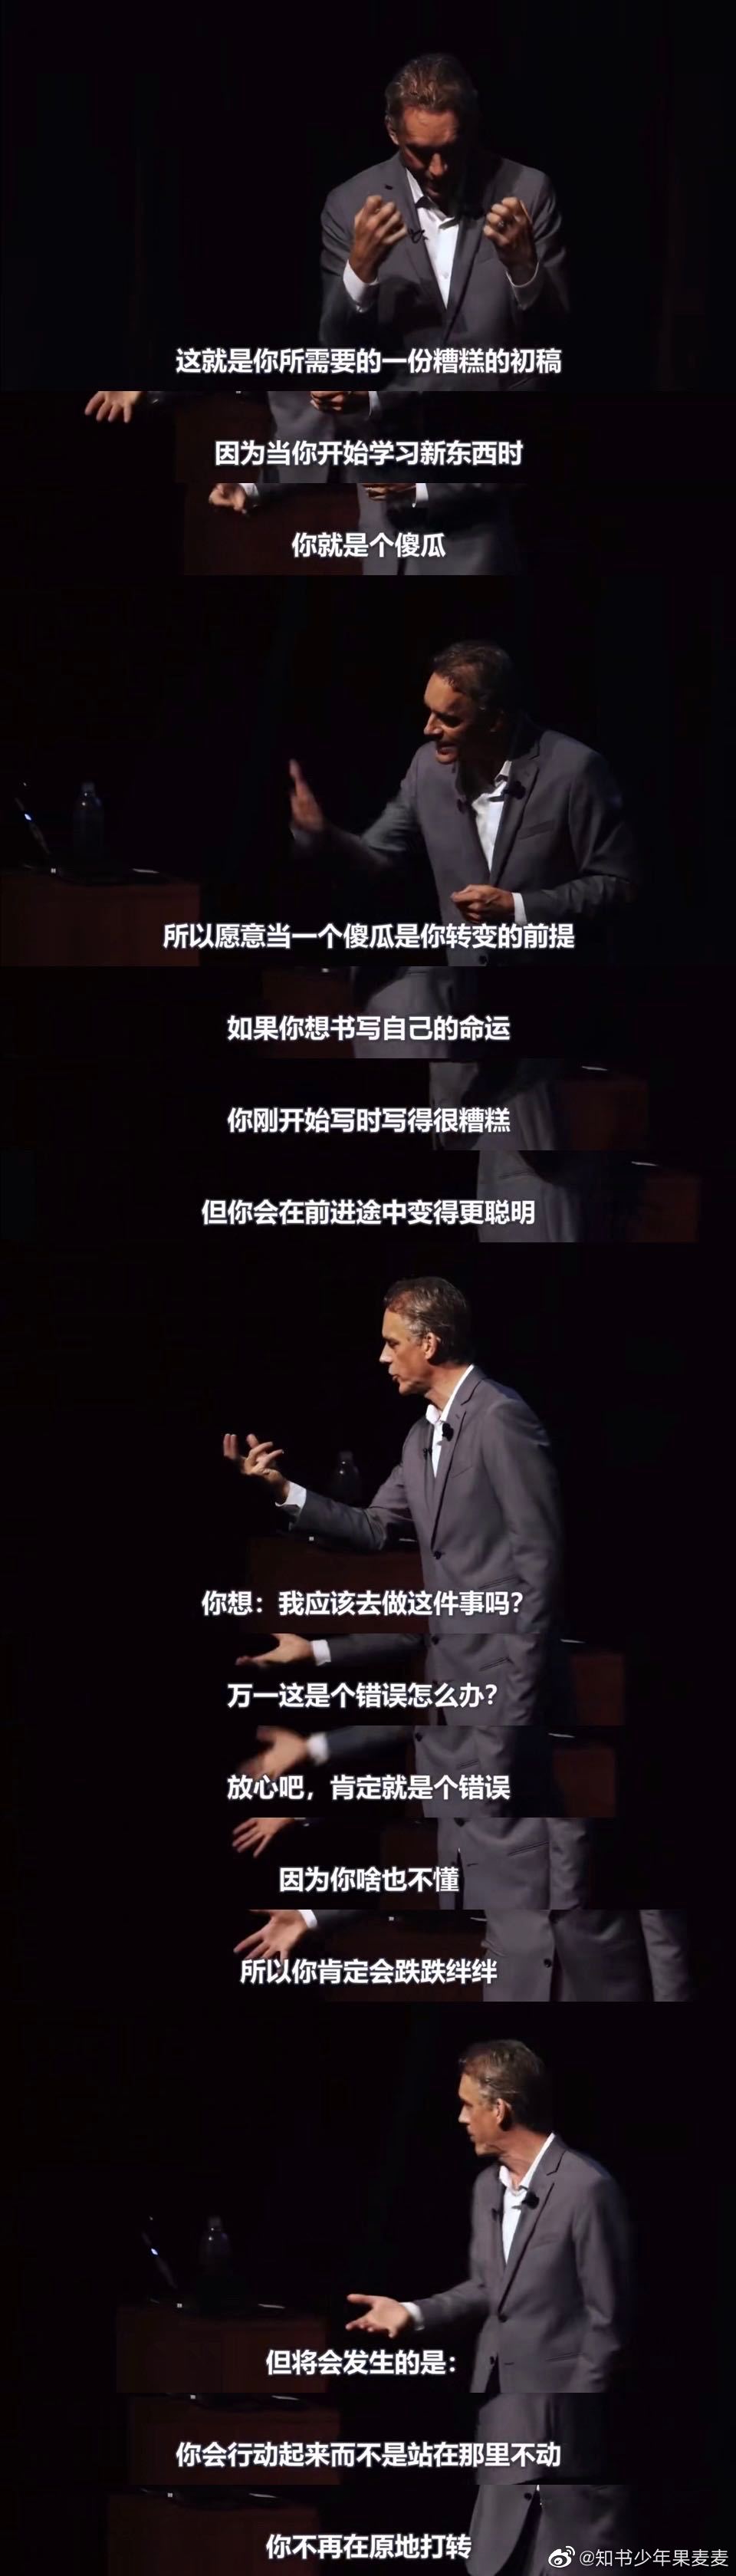 这就是你所需要的一份糟糕的初稿
因为当你开始学习新东西时
你就是个傻瓜
所以愿意当一个傻瓜是你转变的前提
如果你想书写自己的命运
你刚开始写时写得很糟糕
但你会在前进途中变得更聪明
你想：我应该去做这件事吗？
万一这是个错误怎么办？
放心吧，肯定就是个错误
因为你啥也不懂
所以你肯定会跌跌绊绊
但将会发生的是：
你会行动起来而不是站在那里不动
你不再在原地打转
@知书少年果麦麦